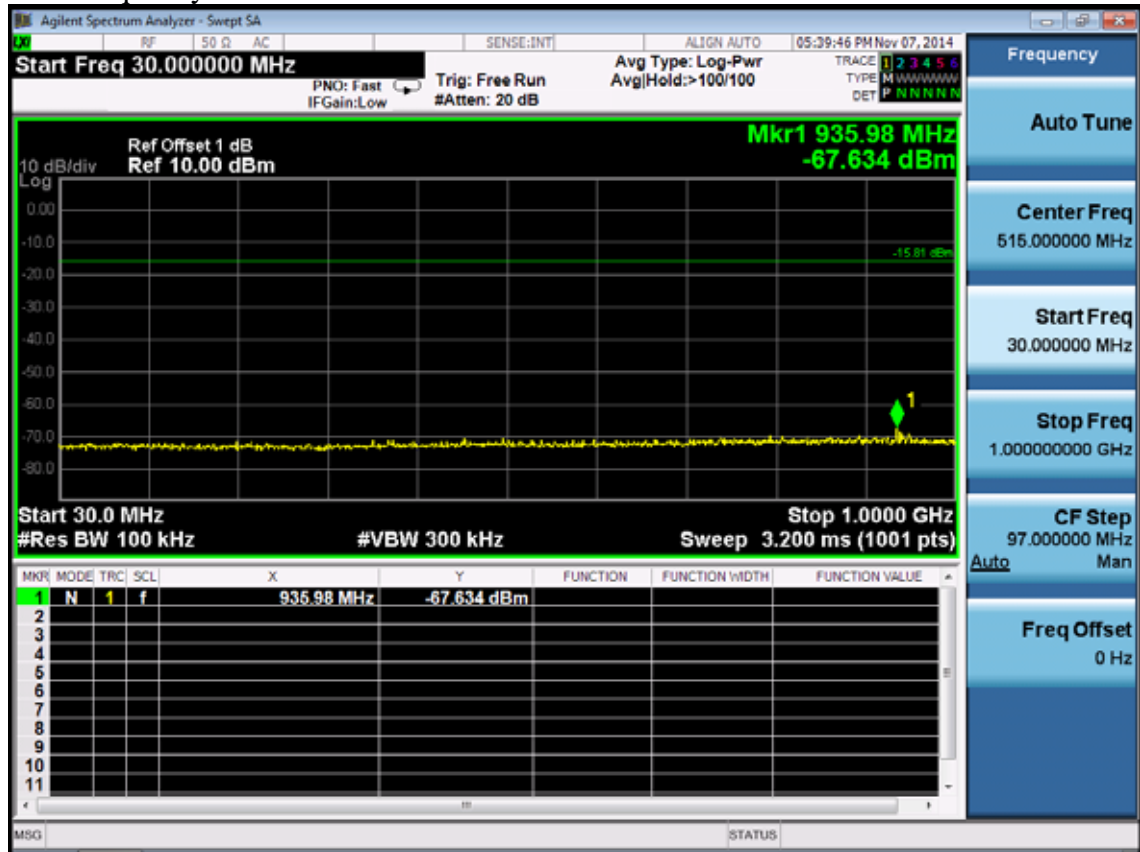 Agilent Spectrum Analyzer - Swept SA
RF 50 Ω AC SENSE:INT ALIGN AUTO 05:39:46 PM Nov 07, 2014
Start Freq 30.000000 MHz
PNO: Fast
IFGain:Low
Trig: Free Run
#Atten: 20 dB
Avg Type: Log-Pwr
Avg|Hold:>100/100
TRACE 1 2 3 4 5 6
TYPE M W W W W W
DET P N N N N N
Mkr1 935.98 MHz
-67.634 dBm
Ref Offset 1 dB
10 dB/div Ref 10.00 dBm
Log
0.00
-10.0
-15.81 dBm
-20.0
-30.0
-40.0
-50.0
-60.0
1
-70.0
-80.0
Start 30.0 MHz Stop 1.0000 GHz
#Res BW 100 kHz #VBW 300 kHz Sweep 3.200 ms (1001 pts)
MKR MODE TRC SCL X Y FUNCTION FUNCTION WIDTH FUNCTION VALUE
1 N 1 f 935.98 MHz -67.634 dBm
2
3
4
5
6
7
8
9
10
11
MSG STATUS
Frequency
Auto Tune
Center Freq
515.000000 MHz
Start Freq
30.000000 MHz
Stop Freq
1.000000000 GHz
CF Step
97.000000 MHz
Auto Man
Freq Offset
0 Hz